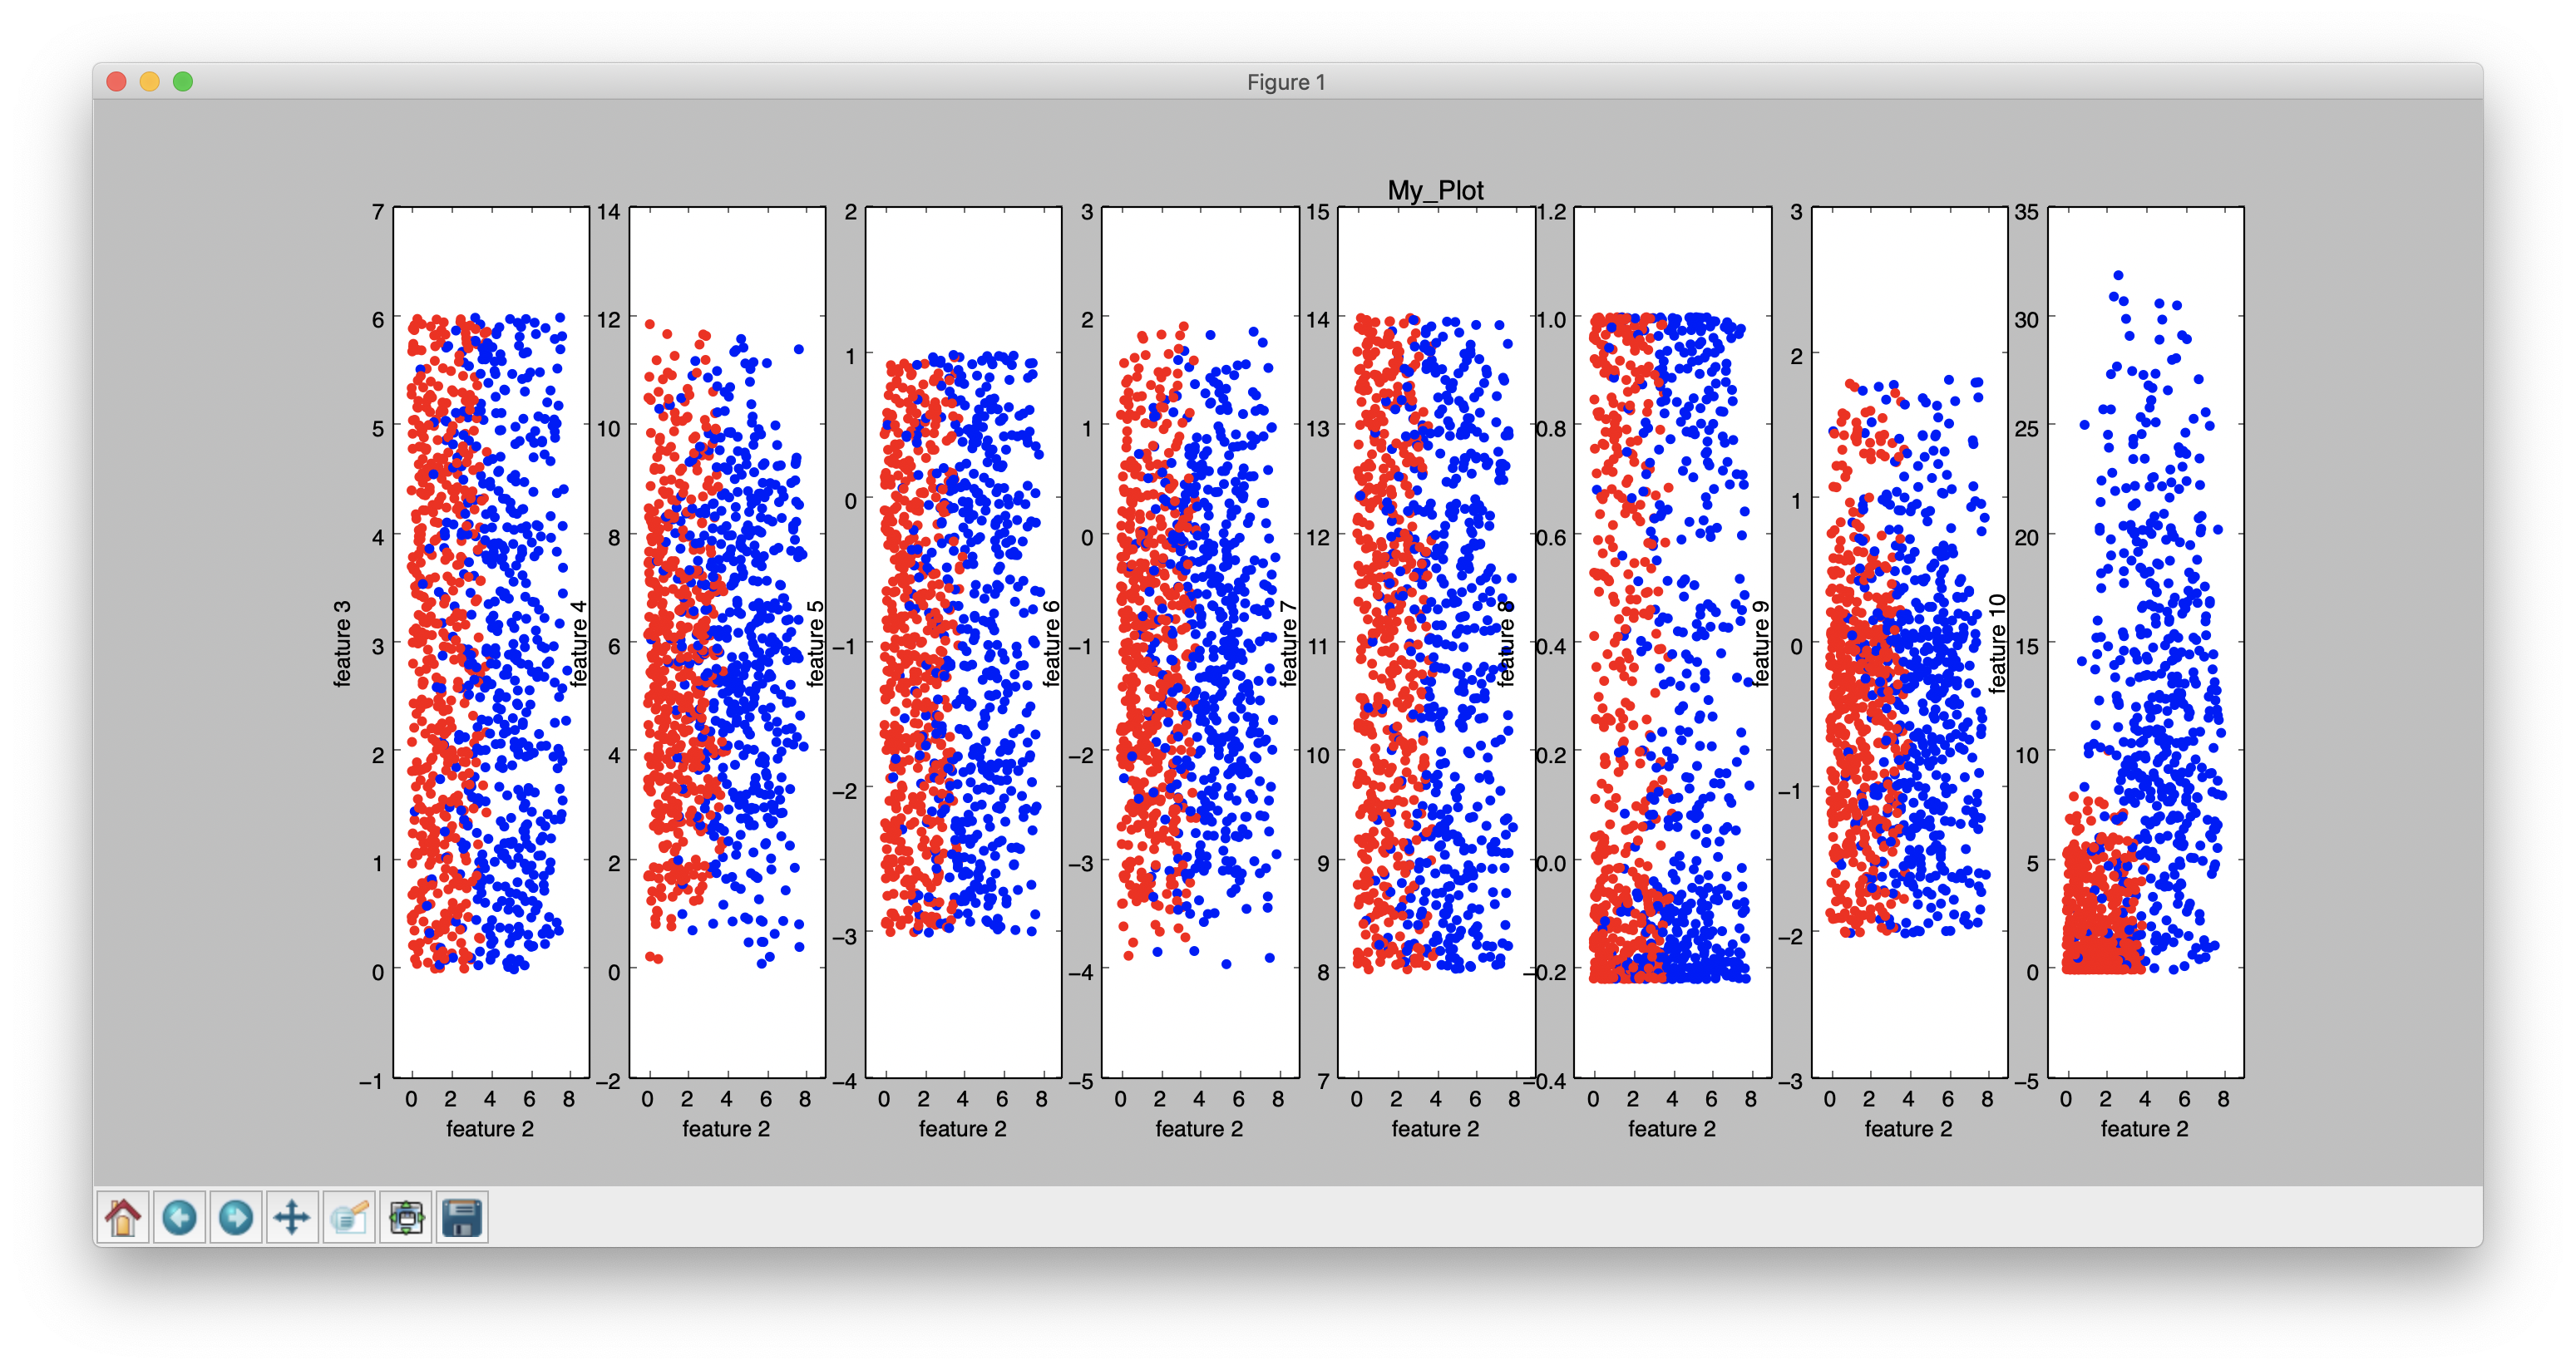 Figure 1
My_Plot
7 14 2 3 15 1.2 3 35
6 12 1 2 14 1.0 2 30
5 10 0 1 13 0.8 1 25
4 8 −1 0 12 0.6 0 20
3 6 −2 −1 11 0.4 −1 15
2 4 −3 −2 10 0.2 −2 10
1 2 −4 −3 9 0.0 −3 5
0 0 −4 8 −0.2 0
−1 −2 −5 7 −0.4 −5
feature 3
feature 4
feature 5
feature 6
feature 7
feature 8
feature 9
feature 10
0 2 4 6 8 0 2 4 6 8 0 2 4 6 8 0 2 4 6 8 0 2 4 6 8 0 2 4 6 8 0 2 4 6 8 0 2 4 6 8
feature 2 feature 2 feature 2 feature 2 feature 2 feature 2 feature 2 feature 2